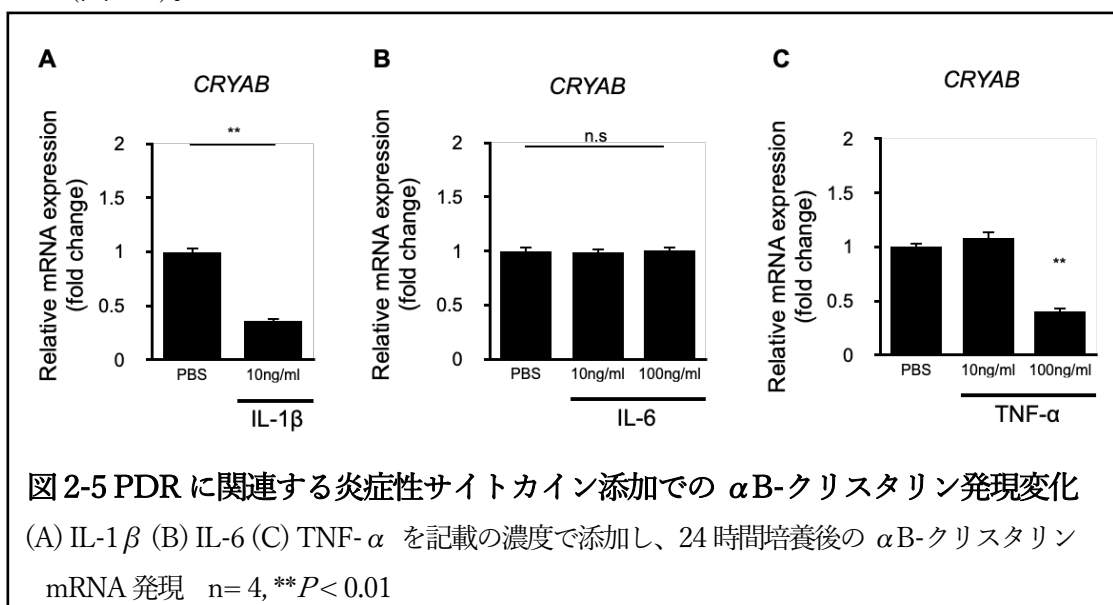 A
CRYAB
Relative mRNA expression
(fold change)
2
1.5
1
0.5
0
**
PBS
10ng/ml
IL-1β
B
CRYAB
Relative mRNA expression
(fold change)
2
1.5
1
0.5
0
n.s
PBS
10ng/ml
100ng/ml
IL-6
C
CRYAB
Relative mRNA expression
(fold change)
2
1.5
1
0.5
0
**
PBS
10ng/ml
100ng/ml
TNF-α
図 2-5 PDR に関連する炎症性サイトカイン添加での αB-クリスタリン発現変化
(A) IL-1β (B) IL-6 (C) TNF-α を記載の濃度で添加し、24 時間培養後の αB-クリスタリン
mRNA 発現 n= 4, **P< 0.01